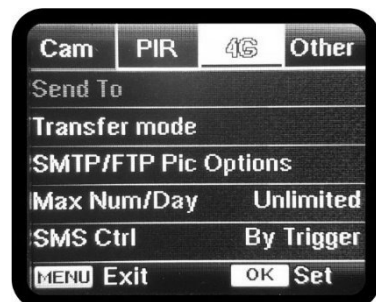 Cam PIR 4G Other
Send To
Transfer mode
SMTP/FTP Pic Options
Max Num/Day Unlimited
SMS Ctrl By Trigger
MENU Exit OK Set